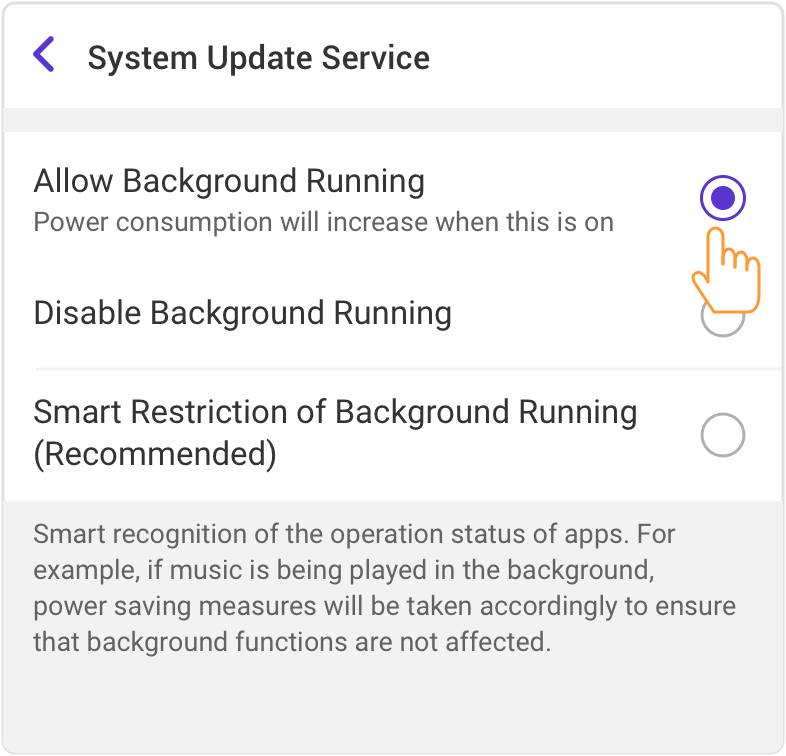 System Update Service
Allow Background Running
Power consumption will increase when this is on
Disable Background Running
Smart Restriction of Background Running
(Recommended)
Smart recognition of the operation status of apps. For
example, if music is being played in the background,
power saving measures will be taken accordingly to ensure
that background functions are not affected.